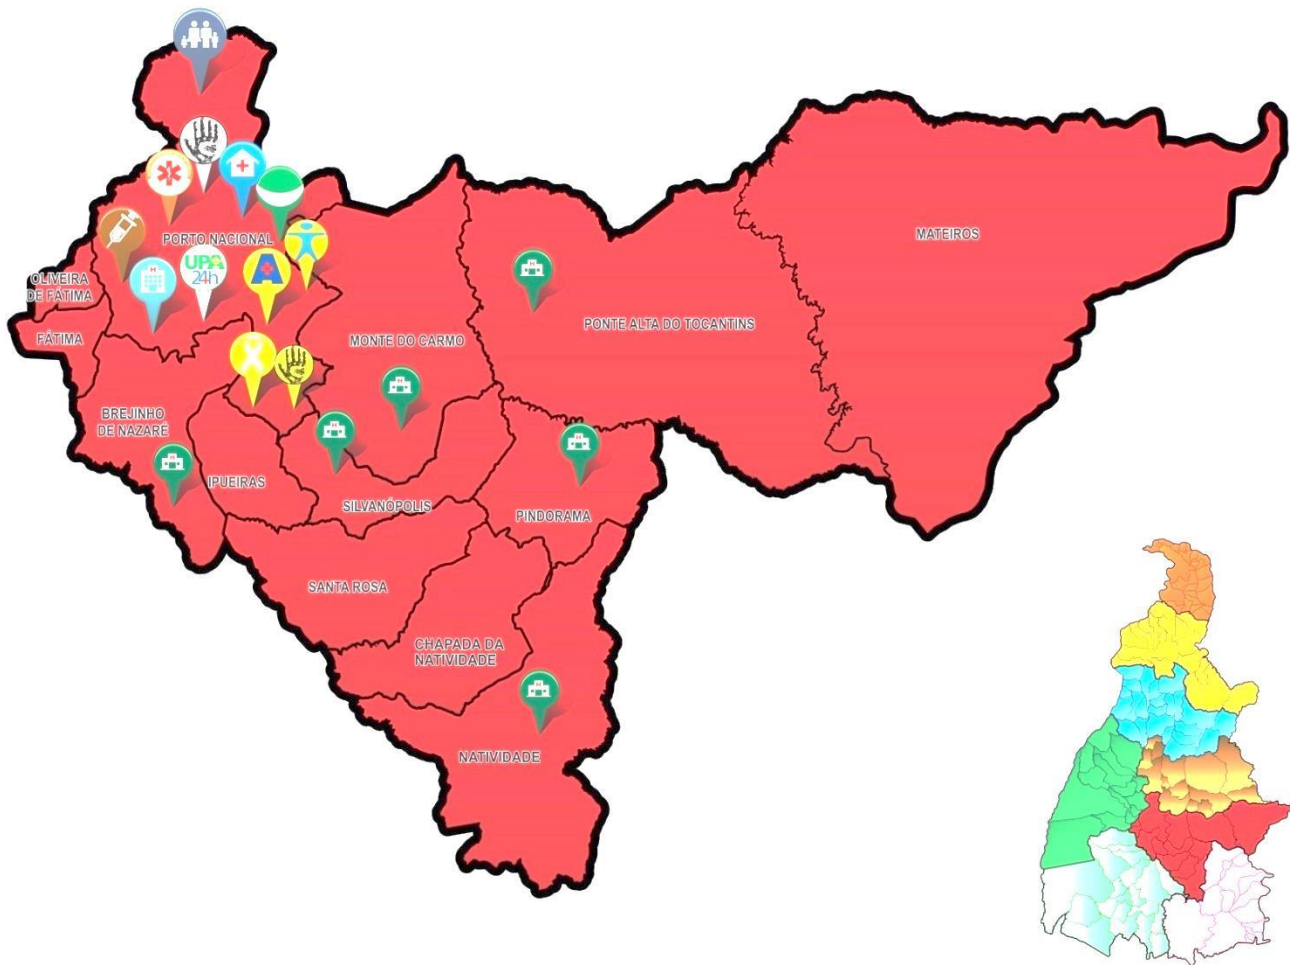 PORTO NACIONAL
MATEIROS
UPA
24h
A
OLIVEIRA
DE FÁTIMA
FÁTIMA
PONTE ALTA DO TOCANTINS
MONTE DO CARMO
BREJINHO
DE NAZARÉ
IPUEIRAS
SILVANÓPOLIS
PINDORAMA
SANTA ROSA
CHAPADA DA
NATIVIDADE
NATIVIDADE